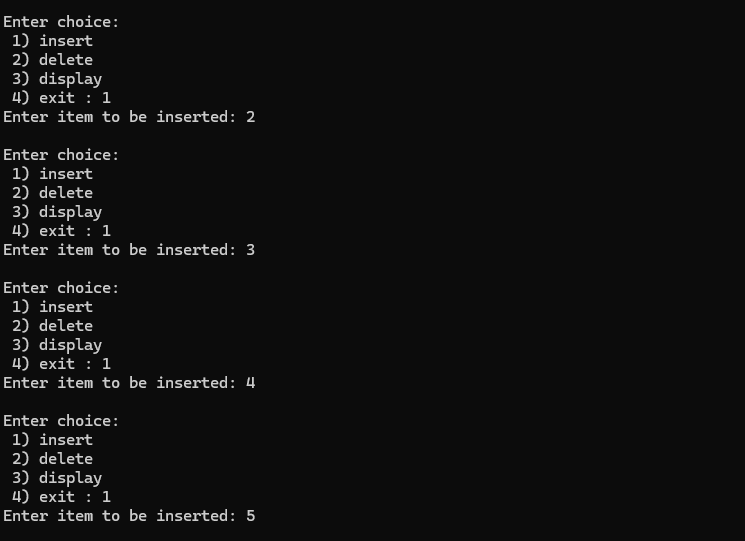 Enter choice:
 1) insert
 2) delete
 3) display
 4) exit : 1
Enter item to be inserted: 2

Enter choice:
 1) insert
 2) delete
 3) display
 4) exit : 1
Enter item to be inserted: 3

Enter choice:
 1) insert
 2) delete
 3) display
 4) exit : 1
Enter item to be inserted: 4

Enter choice:
 1) insert
 2) delete
 3) display
 4) exit : 1
Enter item to be inserted: 5